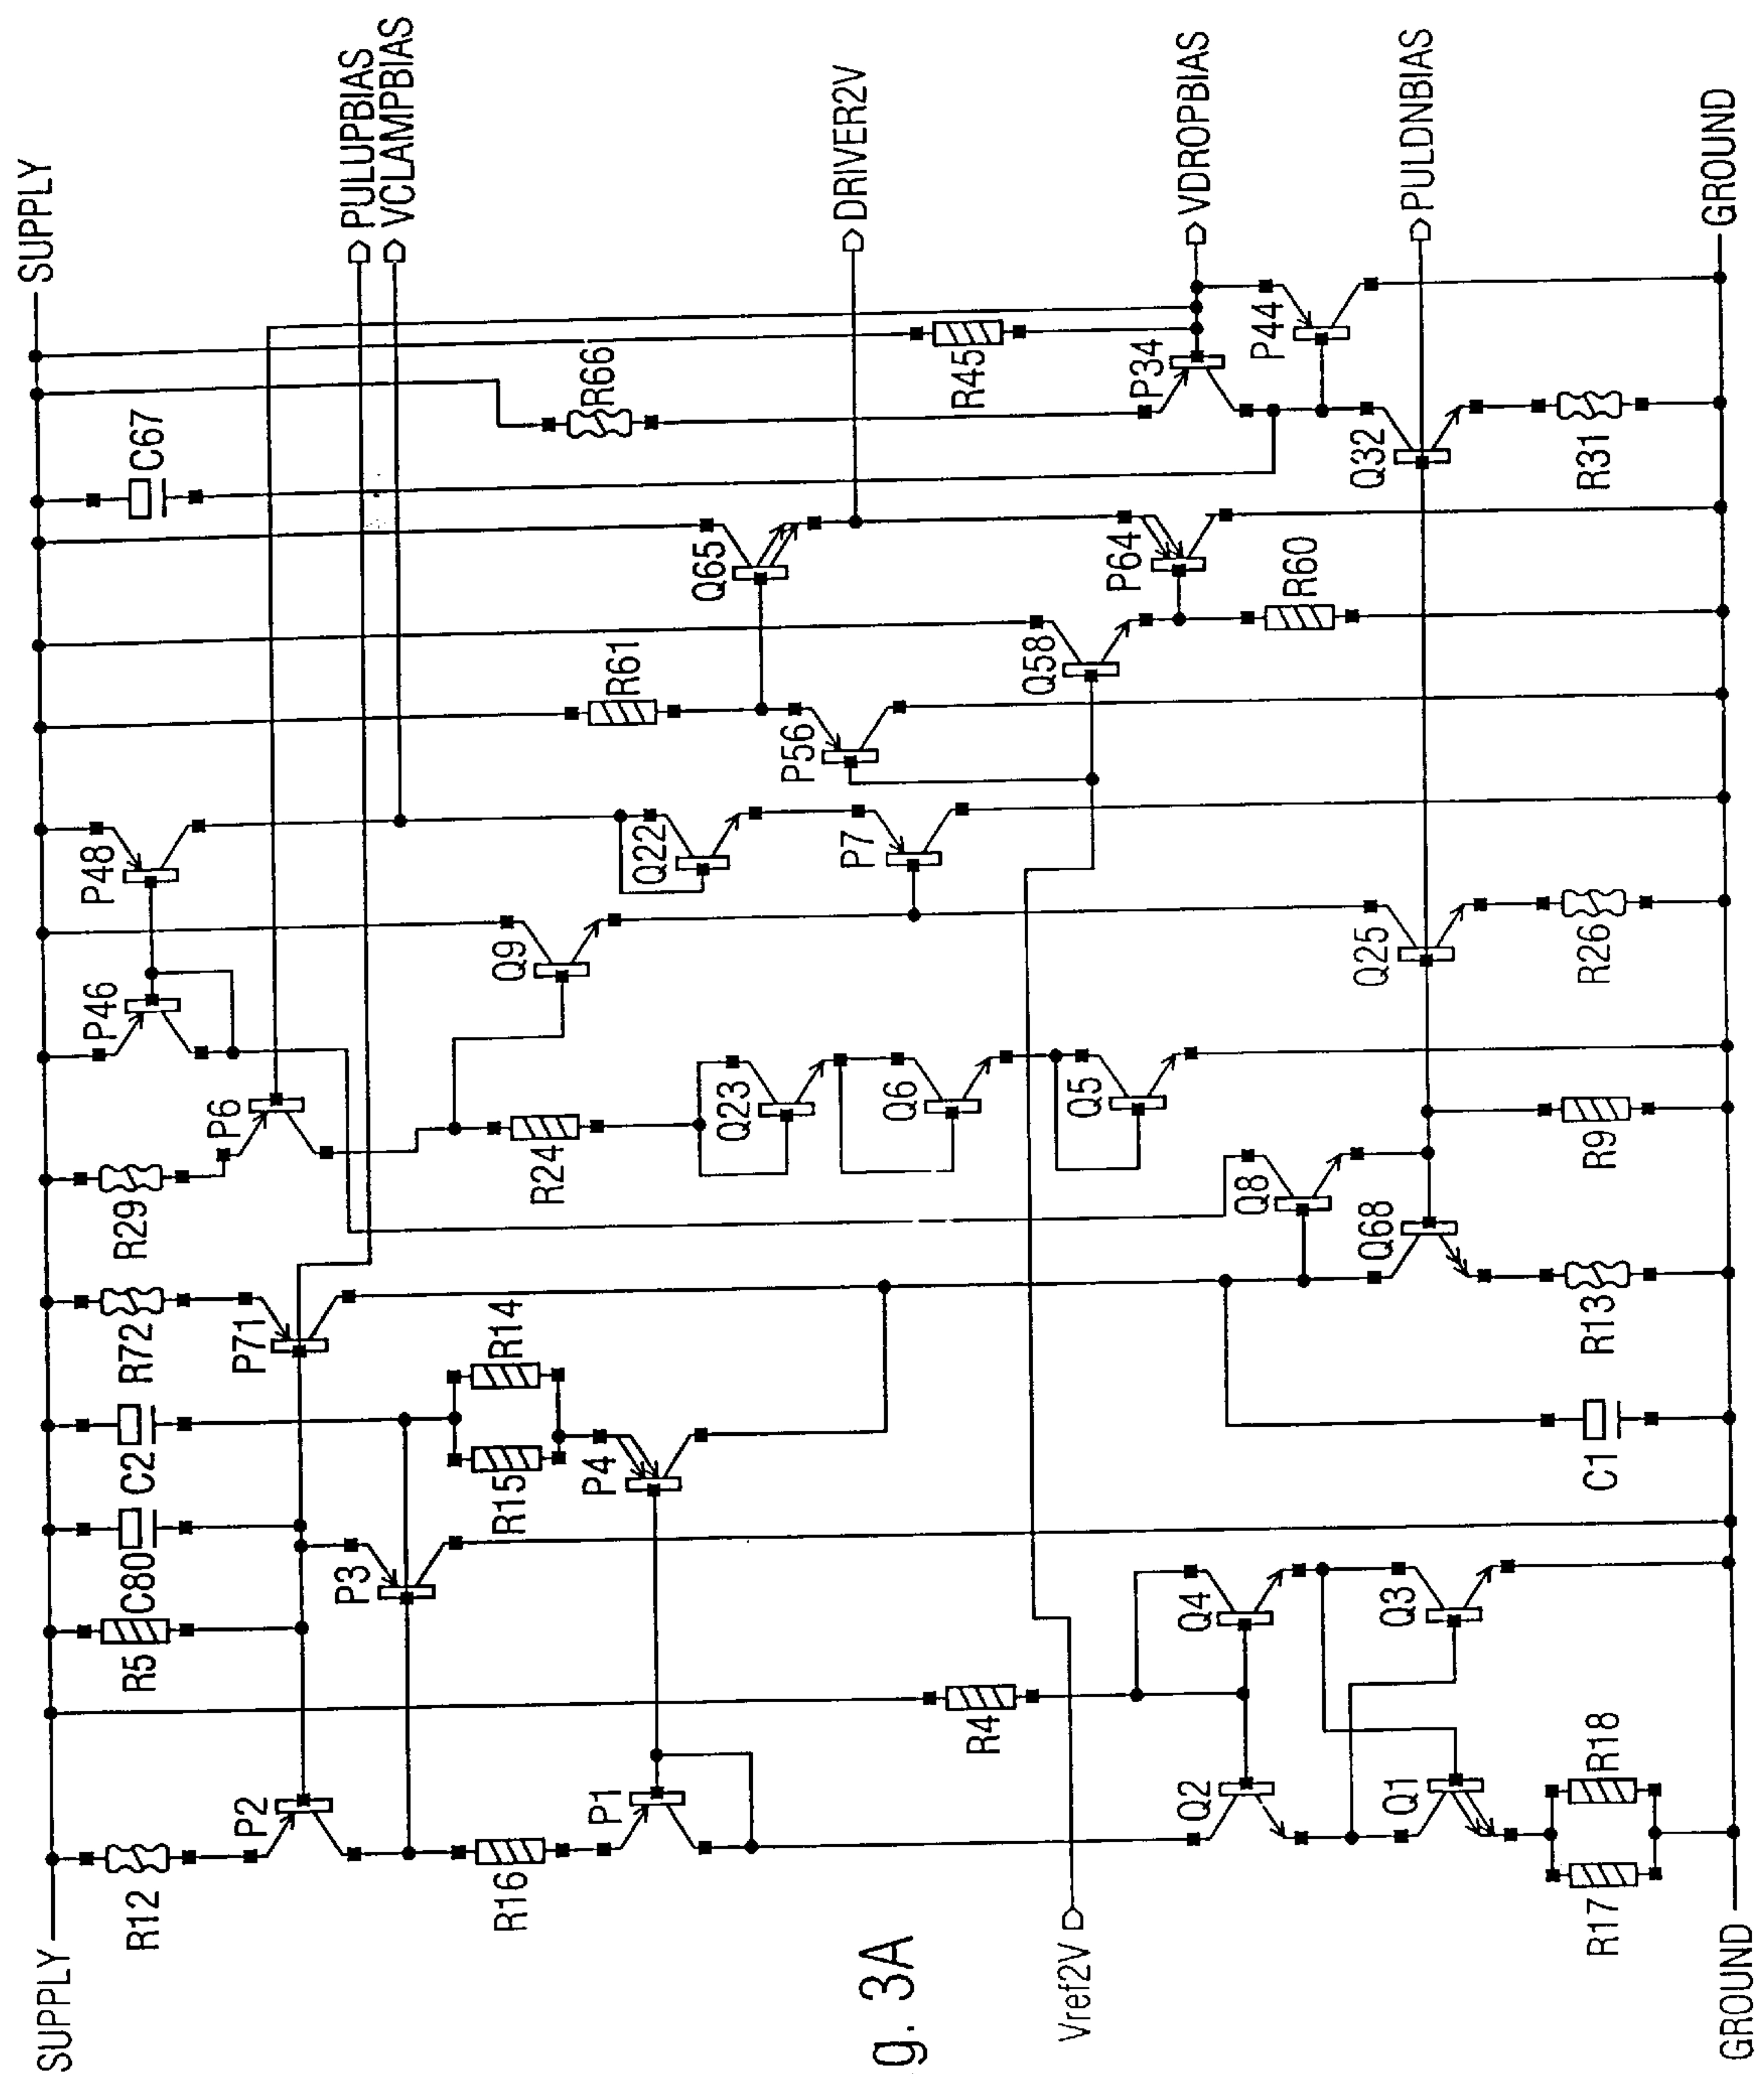 SUPPLY
R12
P2
R16
P1
Q2
Q1
R17
R18
GROUND
Vref2V
g. 3A
R5
C80
C2
R72
R29
P3
R15
R14
P4
P71
R4
Q4
Q3
C1
R13
Q68
Q8
R9
P6
P46
P48
R24
Q23
Q6
Q5
Q9
Q22
P7
Q25
R26
R61
P56
Q58
Q65
P64
R60
C67
R66
R45
P34
P44
Q32
R31
SUPPLY
PULUPBIAS
VCLAMPBIAS
DRIVER2V
VDROPBIAS
PULDNBIAS
GROUND